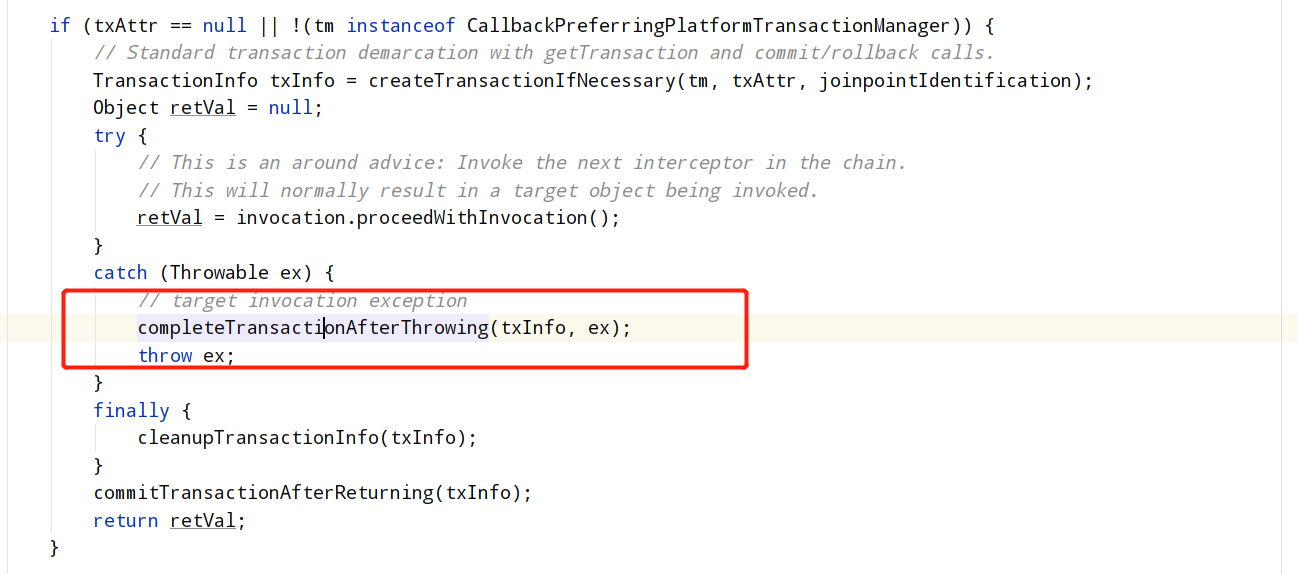 if (txAttr == null || !(tm instanceof CallbackPreferringPlatformTransactionManager)) {
// Standard transaction demarcation with getTransaction and commit/rollback calls.
TransactionInfo txInfo = createTransactionIfNecessary(tm, txAttr, joinpointIdentification);
Object retVal = null;
try {
// This is an around advice: Invoke the next interceptor in the chain.
// This will normally result in a target object being invoked.
retVal = invocation.proceedWithInvocation();
}
catch (Throwable ex) {
// target invocation exception
completeTransactionAfterThrowing(txInfo, ex);
throw ex;
}
finally {
cleanupTransactionInfo(txInfo);
}
commitTransactionAfterReturning(txInfo);
return retVal;
}